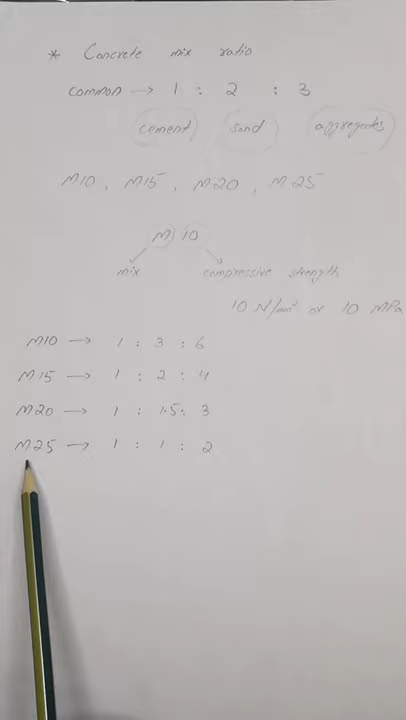 * Concrete mix ratio
common → 1 : 2 : 3
cement sand aggregates
M10, M15, M20, M25
M 10
mix compressive strength
10 N/mm² or 10 MPa
M10 → 1 : 3 : 6
M15 → 1 : 2 : 4
M20 → 1 : 1.5 : 3
M25 → 1 : 1 : 2